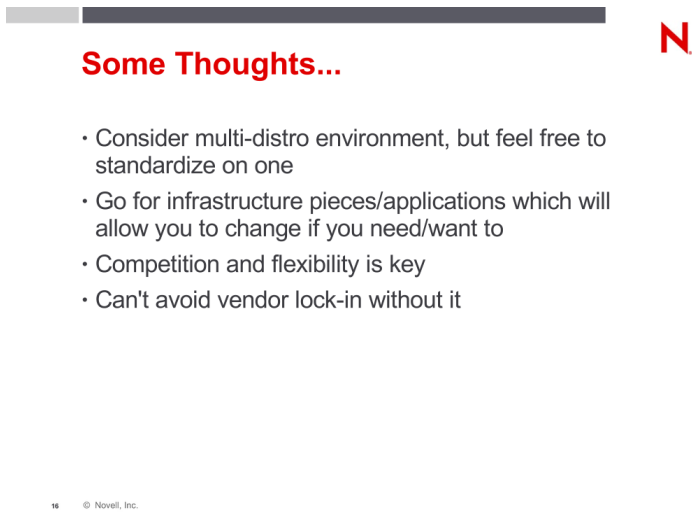 N
Some Thoughts...
• Consider multi-distro environment, but feel free to
standardize on one
• Go for infrastructure pieces/applications which will
allow you to change if you need/want to
• Competition and flexibility is key
• Can't avoid vendor lock-in without it
16 © Novell, Inc.